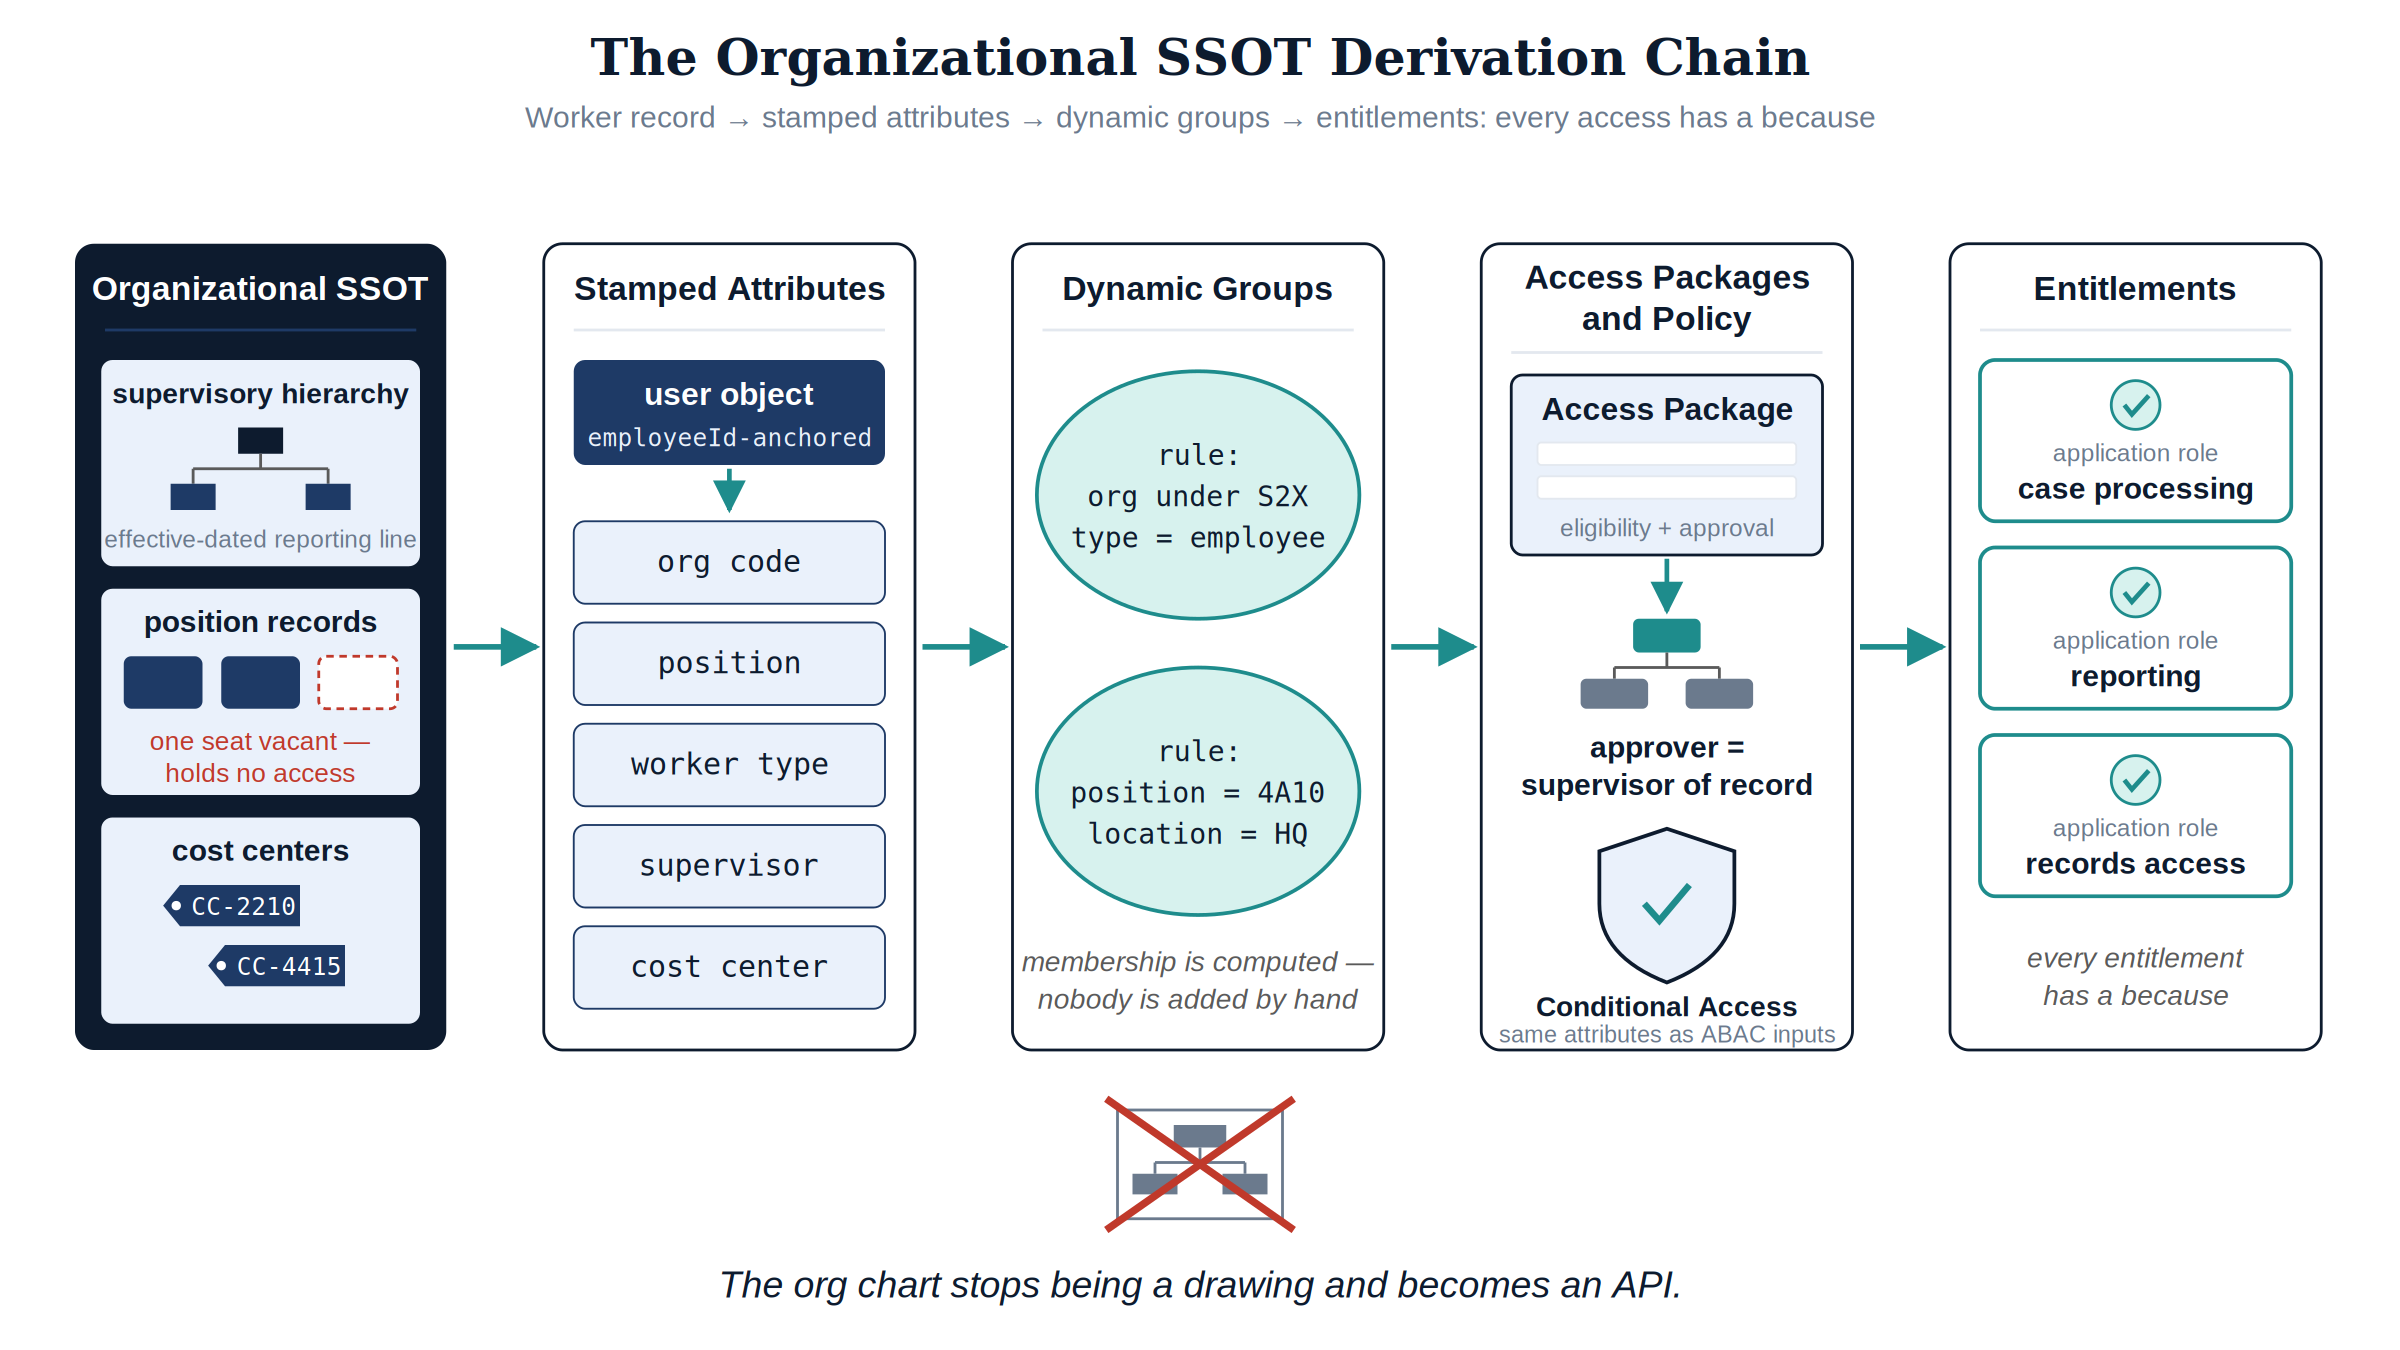 The Organizational SSOT Derivation Chain
Worker record → stamped attributes → dynamic groups → entitlements: every access has a because
Organizational SSOT
supervisory hierarchy
effective-dated reporting line
position records
one seat vacant —
holds no access
cost centers
CC-2210
CC-4415
Stamped Attributes
user object
employeeId-anchored
org code
position
worker type
supervisor
cost center
Dynamic Groups
rule:
org under S2X
type = employee
rule:
position = 4A10
location = HQ
membership is computed —
nobody is added by hand
Access Packages
and Policy
Access Package
eligibility + approval
approver =
supervisor of record
Conditional Access
same attributes as ABAC inputs
Entitlements
application role
case processing
application role
reporting
application role
records access
every entitlement
has a because
The org chart stops being a drawing and becomes an API.